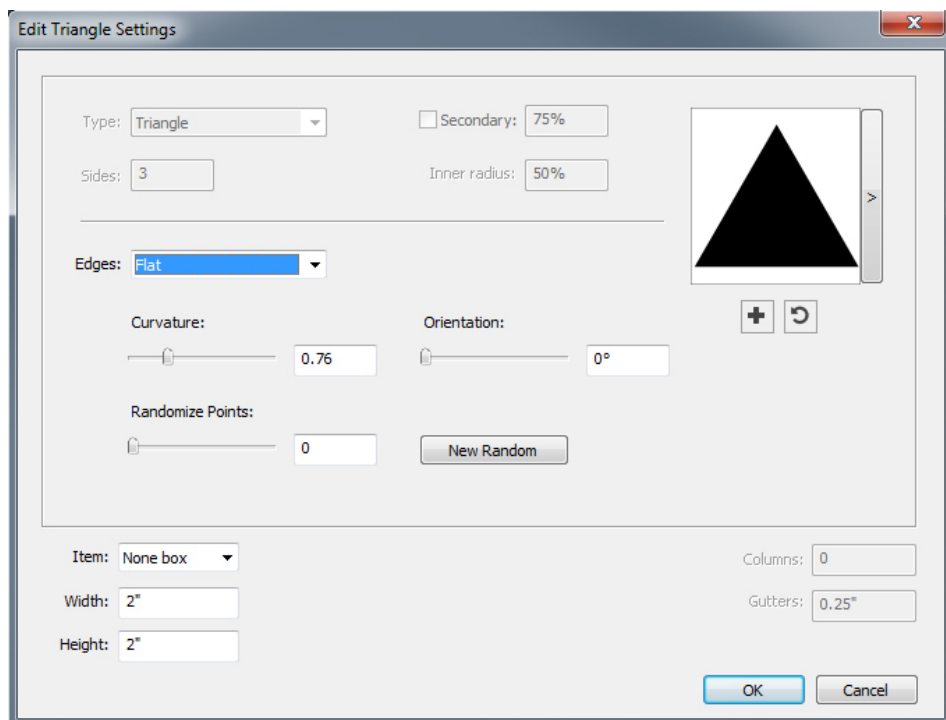 Edit Triangle Settings
Type: Triangle
Secondary: 75%
Sides: 3
Inner radius: 50%
>
Edges: Flat
Curvature:
0.76
Orientation:
0°
Randomize Points:
0
New Random
Item: None box
Width: 2"
Height: 2"
Columns: 0
Gutters: 0.25"
OK
Cancel